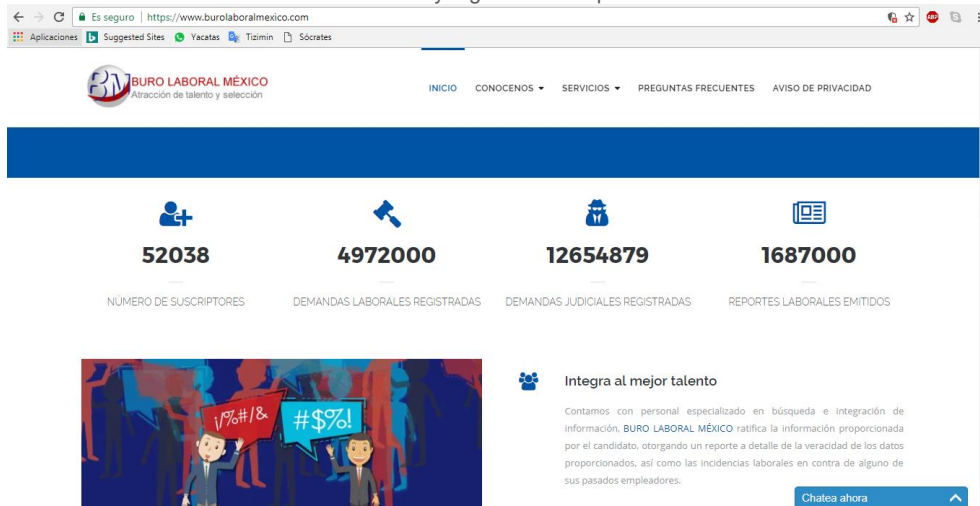 Es seguro | https://www.burolaboralmexico.com
Aplicaciones Suggested Sites Yacatas Tizimin Sócrates
BM BURO LABORAL MÉXICO
Atracción de talento y selección
INICIO CONOCENOS SERVICIOS PREGUNTAS FRECUENTES AVISO DE PRIVACIDAD
52038 4972000 12654879 1687000
NÚMERO DE SUSCRIPTORES DEMANDAS LABORALES REGISTRADAS DEMANDAS JUDICIALES REGISTRADAS REPORTES LABORALES EMITIDOS
¡/%#!/&
#$%!
Integra al mejor talento
Contamos con personal especializado en búsqueda e integración de
información, BURO LABORAL MÉXICO ratifica la información proporcionada
por el candidato, otorgando un reporte a detalle de la veracidad de los datos
proporcionados, así como las incidencias laborales en contra de alguno de
sus pasados empleadores.
Chatea ahora